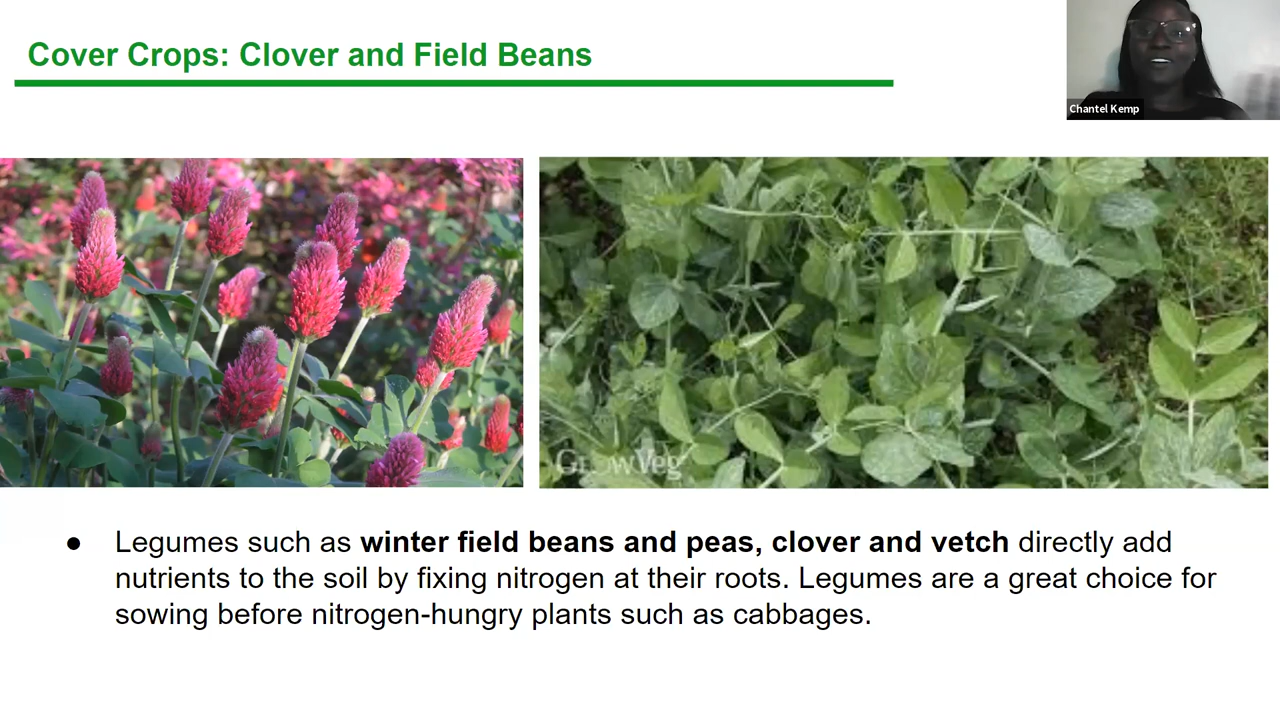 Cover Crops: Clover and Field Beans
Chantel Kemp
GrowVeg
● Legumes such as winter field beans and peas, clover and vetch directly add
nutrients to the soil by fixing nitrogen at their roots. Legumes are a great choice for
sowing before nitrogen-hungry plants such as cabbages.